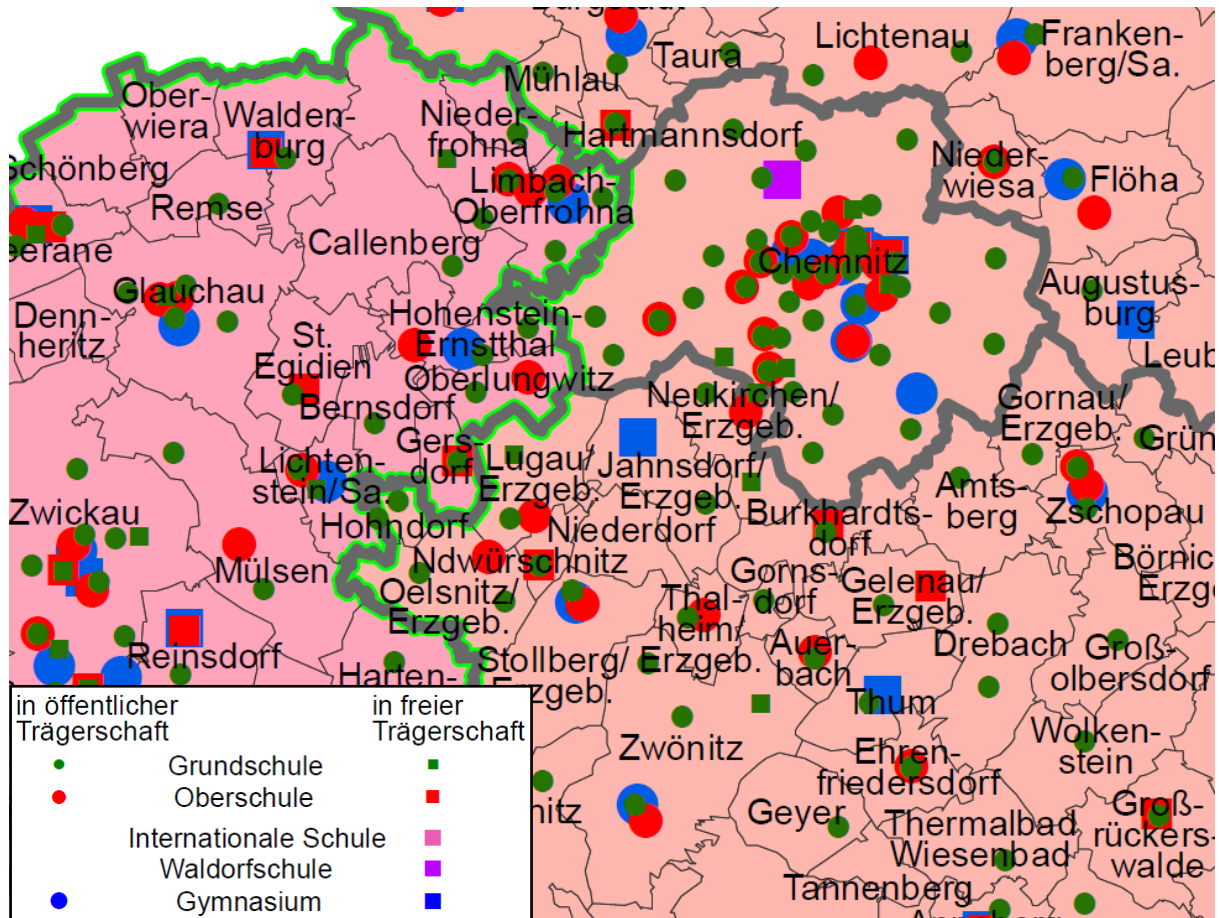 Taura
Lichtenau
Franken-
berg/Sa.
Mühlau
Ober-
wiera
Walden-
burg
Nieder-
frohna
Hartmannsdorf
Nieder-
wiesa
Flöha
Schönberg
Remse
Limbach-
Oberfrohna
Callenberg
Chemnitz
Glauchau
Augustus-
burg
Denn-
heritz
St.
Egidien
Hohenstein-
Ernstthal
Oberlungwitz
Bernsdorf
Neukirchen/
Erzgeb.
Gornau/
Erzgeb.
Gers-
dorf
Lugau/
Erzgeb.
Lichten-
stein/Sa.
Jahnsdorf/
Erzgeb.
Amts-
berg
Zwickau
Hohndorf
Niederdorf
Burkhardts-
dorf
Zschopau
Mülsen
Ndwürschnitz
Oelsnitz/
Erzgeb.
Gorns-
dorf
Gelenau/
Erzgeb.
Thal-
heim/
Erzgeb.
Auer-
bach
Drebach
Groß-
olbersdorf
Reinsdorf
Stollberg/
Erzgeb.
Harten-
Thum
Zwönitz
Wolken-
stein
Ehren-
friedersdorf
Geyer
Thermalbad
Wiesenbad
Groß-
rückers-
walde
Tannenberg
in öffentlicher
Trägerschaft
in freier
Trägerschaft
Grundschule
Oberschule
Internationale Schule
Waldorfschule
Gymnasium